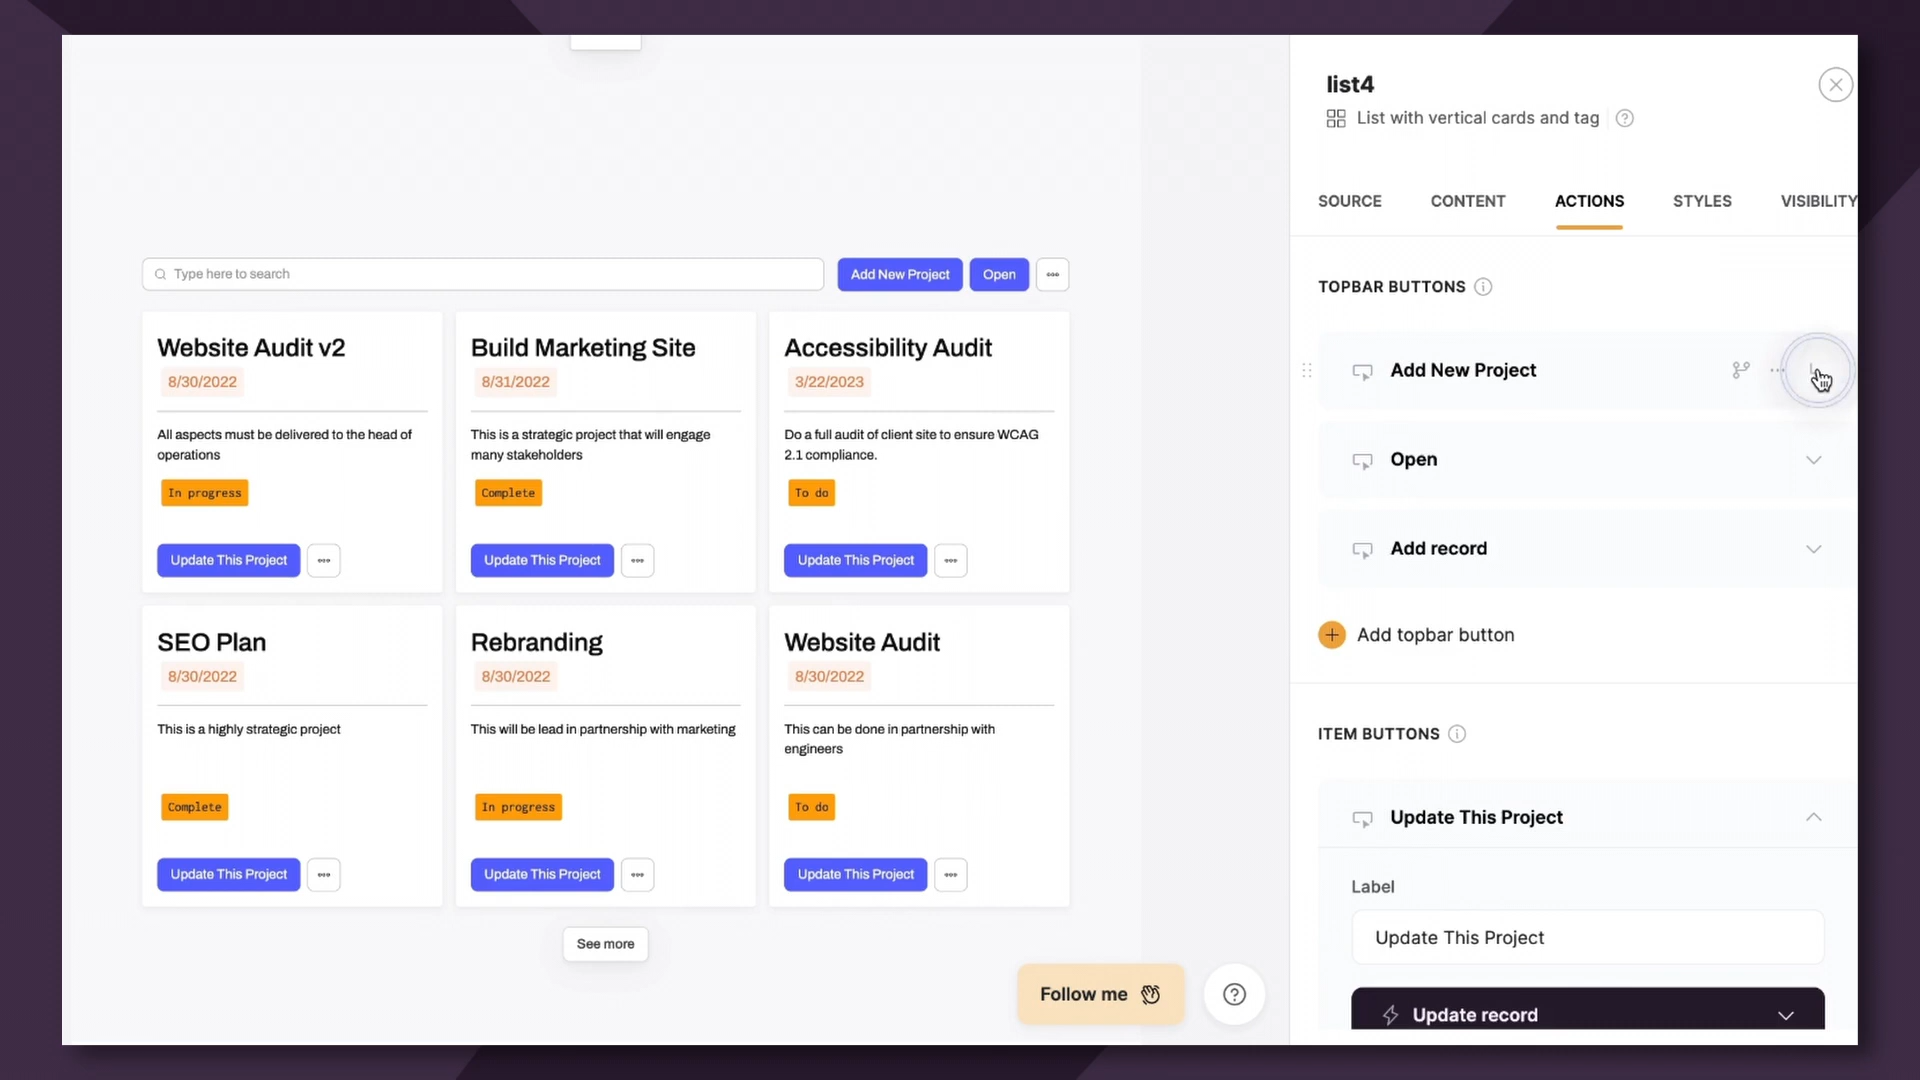 list4
List with vertical cards and tag
SOURCE CONTENT ACTIONS STYLES VISIBILITY
Type here to search
Add New Project Open
TOPBAR BUTTONS
Add New Project
Open
Add record
Add topbar button
ITEM BUTTONS
Update This Project
Label
Update This Project
Update record
Website Audit v2
8/30/2022
All aspects must be delivered to the head of
operations
In progress
Update This Project
Build Marketing Site
8/31/2022
This is a strategic project that will engage
many stakeholders
Complete
Update This Project
Accessibility Audit
3/22/2023
Do a full audit of client site to ensure WCAG
2.1 compliance.
To do
Update This Project
SEO Plan
8/30/2022
This is a highly strategic project
Complete
Update This Project
Rebranding
8/30/2022
This will be lead in partnership with marketing
In progress
Update This Project
Website Audit
8/30/2022
This can be done in partnership with
engineers
To do
Update This Project
See more
Follow me